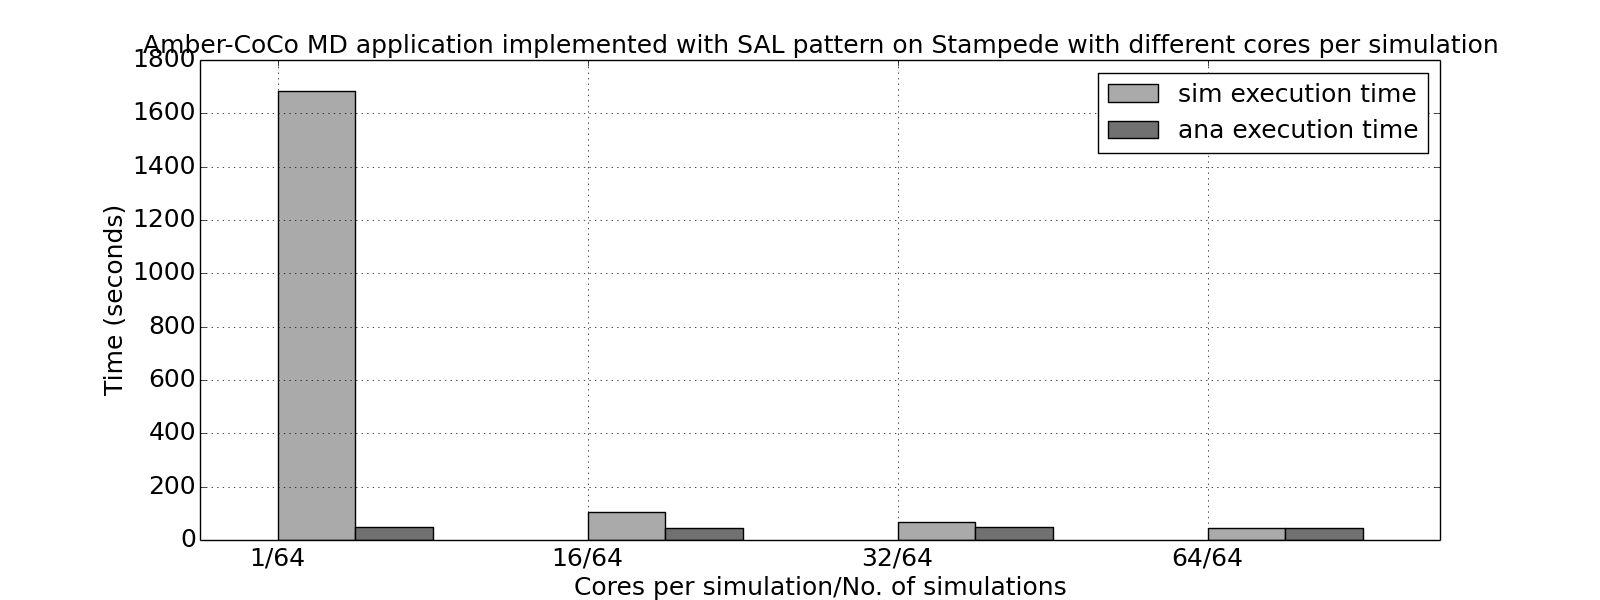 Amber-CoCo MD application implemented with SAL pattern on Stampede with different cores per simulation
1800
1600
1400
1200
1000
800
600
400
200
0
Time (seconds)
sim execution time
ana execution time
1/64 16/64 32/64 64/64
Cores per simulation/No. of simulations